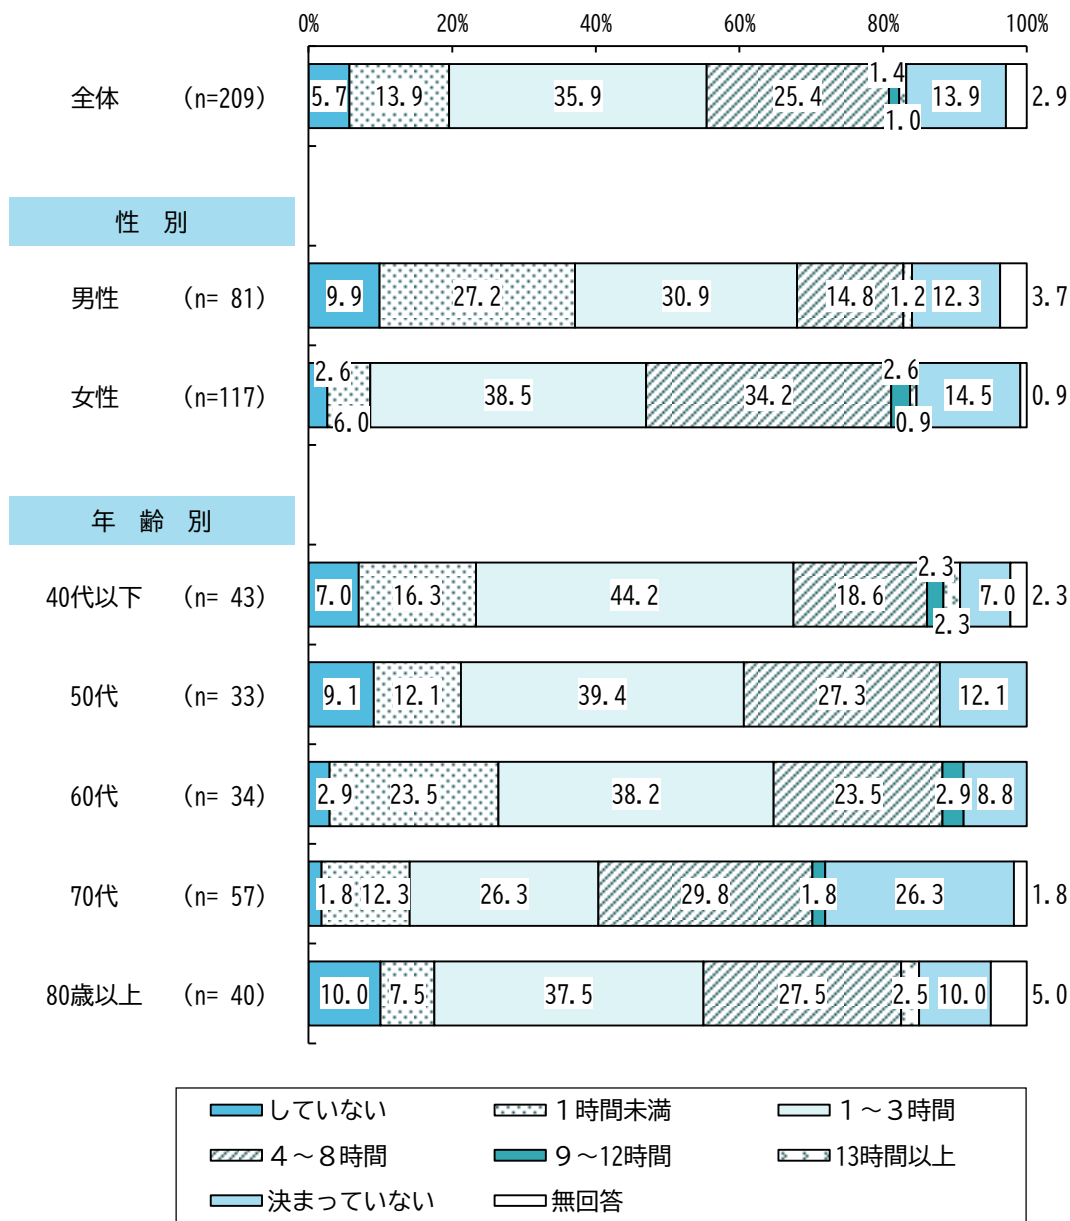 0% 20% 40% 60% 80% 100%
全体 (n=209) 5.7 13.9 35.9 25.4 1.4 1.0 13.9 2.9
性 別
男性 (n= 81) 9.9 27.2 30.9 14.8 1.2 12.3 3.7
女性 (n=117) 2.6 6.0 38.5 34.2 2.6 0.9 14.5 0.9
年 齢 別
40代以下 (n= 43) 7.0 16.3 44.2 18.6 2.3 2.3 7.0 2.3
50代 (n= 33) 9.1 12.1 39.4 27.3 12.1
60代 (n= 34) 2.9 23.5 38.2 23.5 2.9 8.8
70代 (n= 57) 1.8 12.3 26.3 29.8 1.8 26.3 1.8
80歳以上 (n= 40) 10.0 7.5 37.5 27.5 2.5 10.0 5.0
していない １時間未満 １～３時間
４～８時間 ９～12時間 13時間以上
決まっていない 無回答